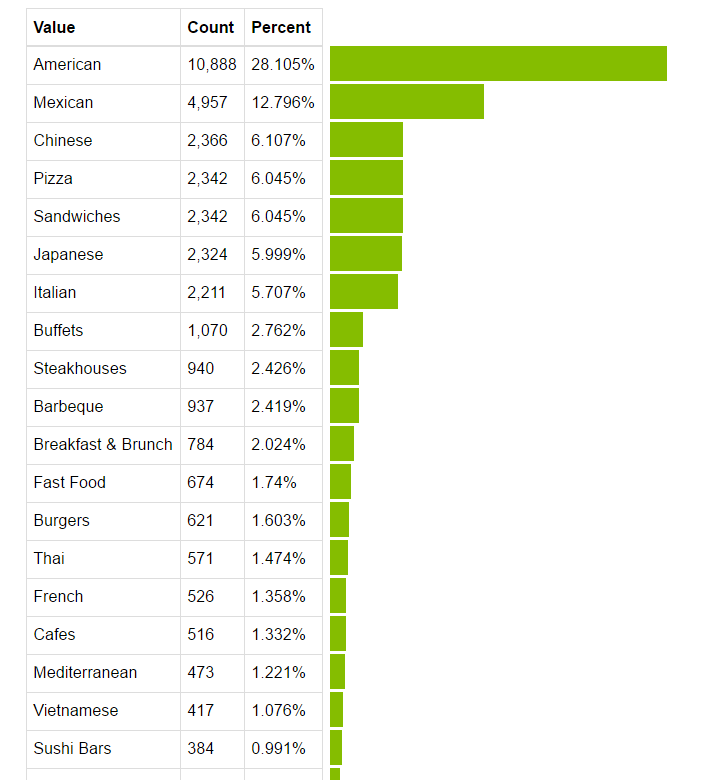 Value Count Percent
American 10,888 28.105%
Mexican 4,957 12.796%
Chinese 2,366 6.107%
Pizza 2,342 6.045%
Sandwiches 2,342 6.045%
Japanese 2,324 5.999%
Italian 2,211 5.707%
Buffets 1,070 2.762%
Steakhouses 940 2.426%
Barbeque 937 2.419%
Breakfast & Brunch 784 2.024%
Fast Food 674 1.74%
Burgers 621 1.603%
Thai 571 1.474%
French 526 1.358%
Cafes 516 1.332%
Mediterranean 473 1.221%
Vietnamese 417 1.076%
Sushi Bars 384 0.991%